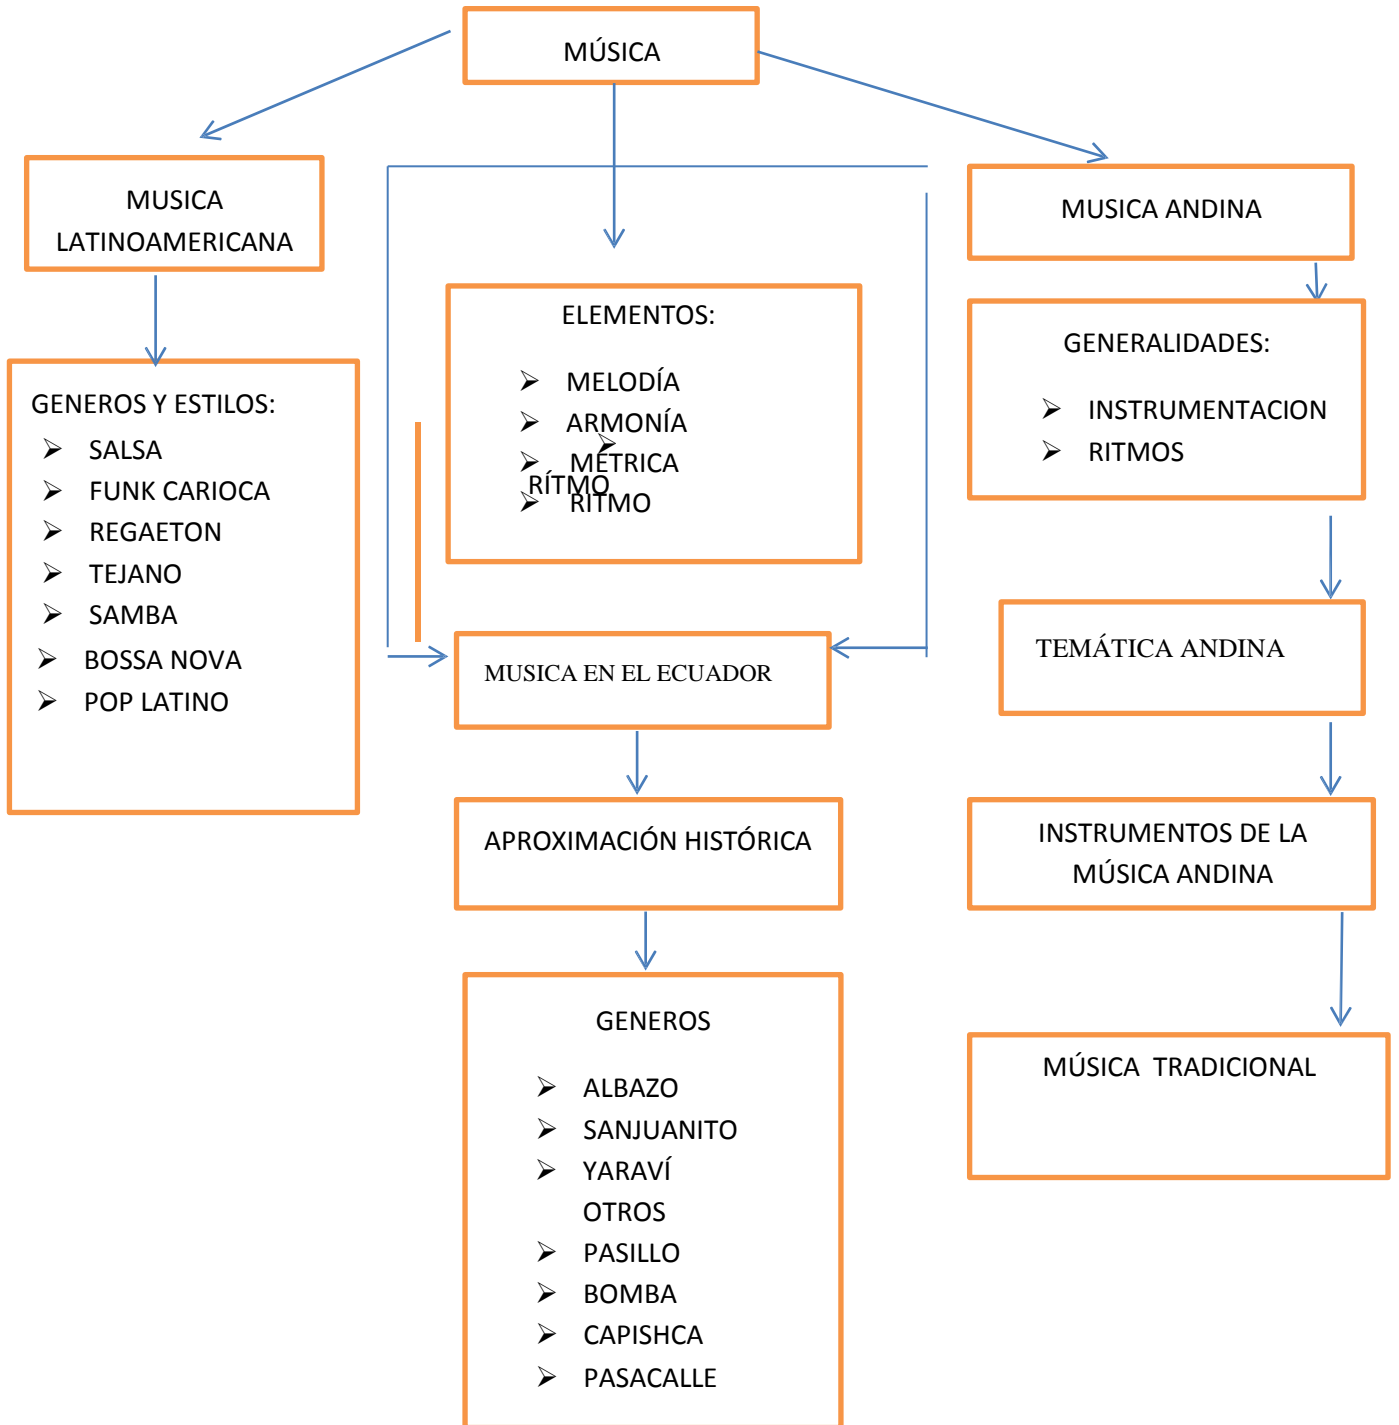 MÚSICA
MUSICA
LATINOAMERICANA
GENEROS Y ESTILOS:
➢ SALSA
➢ FUNK CARIOCA
➢ REGAETON
➢ TEJANO
➢ SAMBA
➢ BOSSA NOVA
➢ POP LATINO
ELEMENTOS:
➢ MELODÍA
➢ ARMONÍA
➢
➢ MÉTRICA
RÍTMO
➢ RITMO
MUSICA EN EL ECUADOR
APROXIMACIÓN HISTÓRICA
GENEROS
➢ ALBAZO
➢ SANJUANITO
➢ YARAVÍ
OTROS
➢ PASILLO
➢ BOMBA
➢ CAPISHCA
➢ PASACALLE
MUSICA ANDINA
GENERALIDADES:
➢ INSTRUMENTACION
➢ RITMOS
TEMÁTICA ANDINA
INSTRUMENTOS DE LA
MÚSICA ANDINA
MÚSICA TRADICIONAL